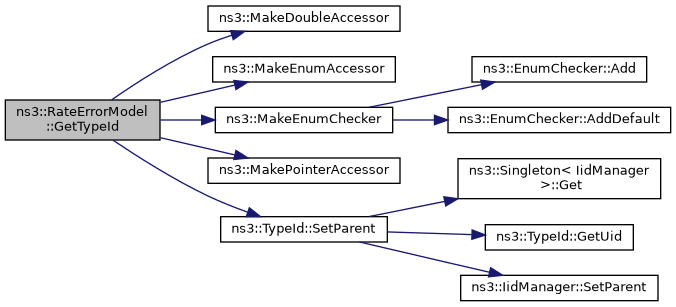 ns3::RateErrorModel
::GetTypeId
ns3::MakeDoubleAccessor
ns3::MakeEnumAccessor
ns3::MakeEnumChecker
ns3::MakePointerAccessor
ns3::TypeId::SetParent
ns3::EnumChecker::Add
ns3::EnumChecker::AddDefault
ns3::Singleton< IidManager
>::Get
ns3::TypeId::GetUid
ns3::IidManager::SetParent